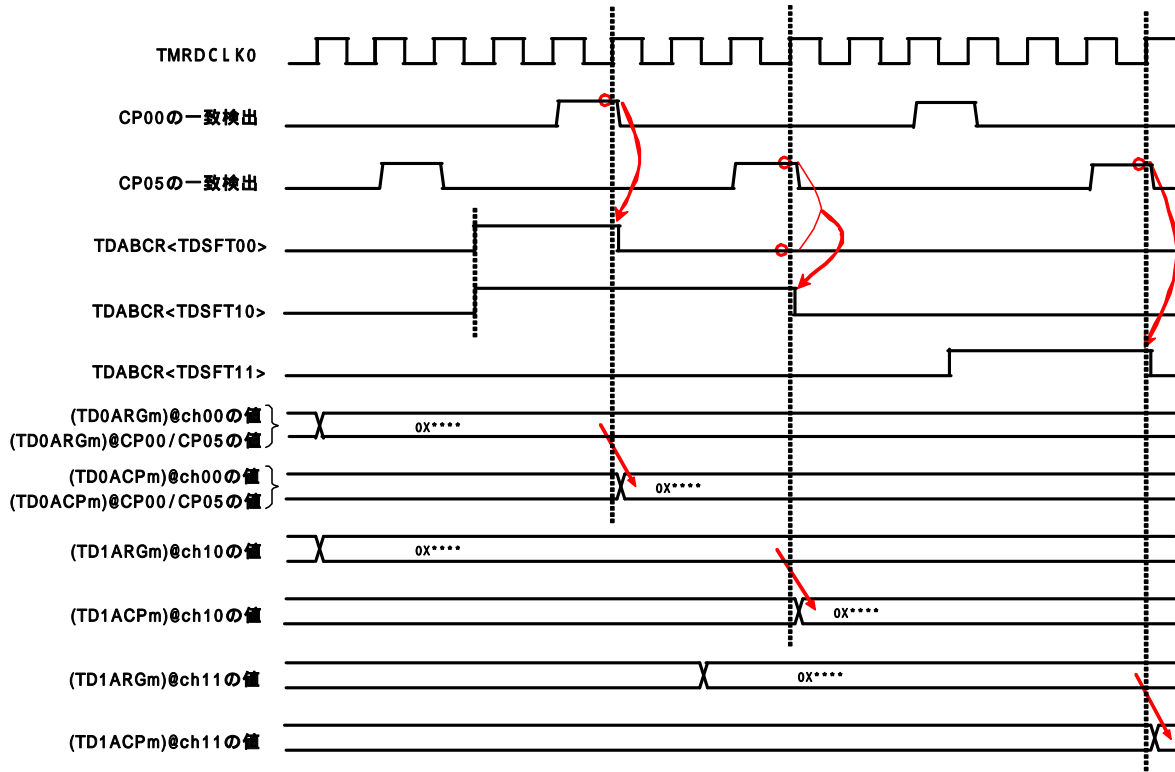 TMRDCLK0
CP00の一致検出
CP05の一致検出
TDABCR<TDSFT00>
TDABCR<TDSFT10>
TDABCR<TDSFT11>
(TD0ARGm)@ch00の値
0X****
(TD0ARGm)@CP00/CP05の値
(TD0ACPm)@ch00の値
0X****
(TD0ACPm)@CP00/CP05の値
(TD1ARGm)@ch10の値
0X****
(TD1ACPm)@ch10の値
0X****
(TD1ARGm)@ch11の値
0X****
(TD1ACPm)@ch11の値